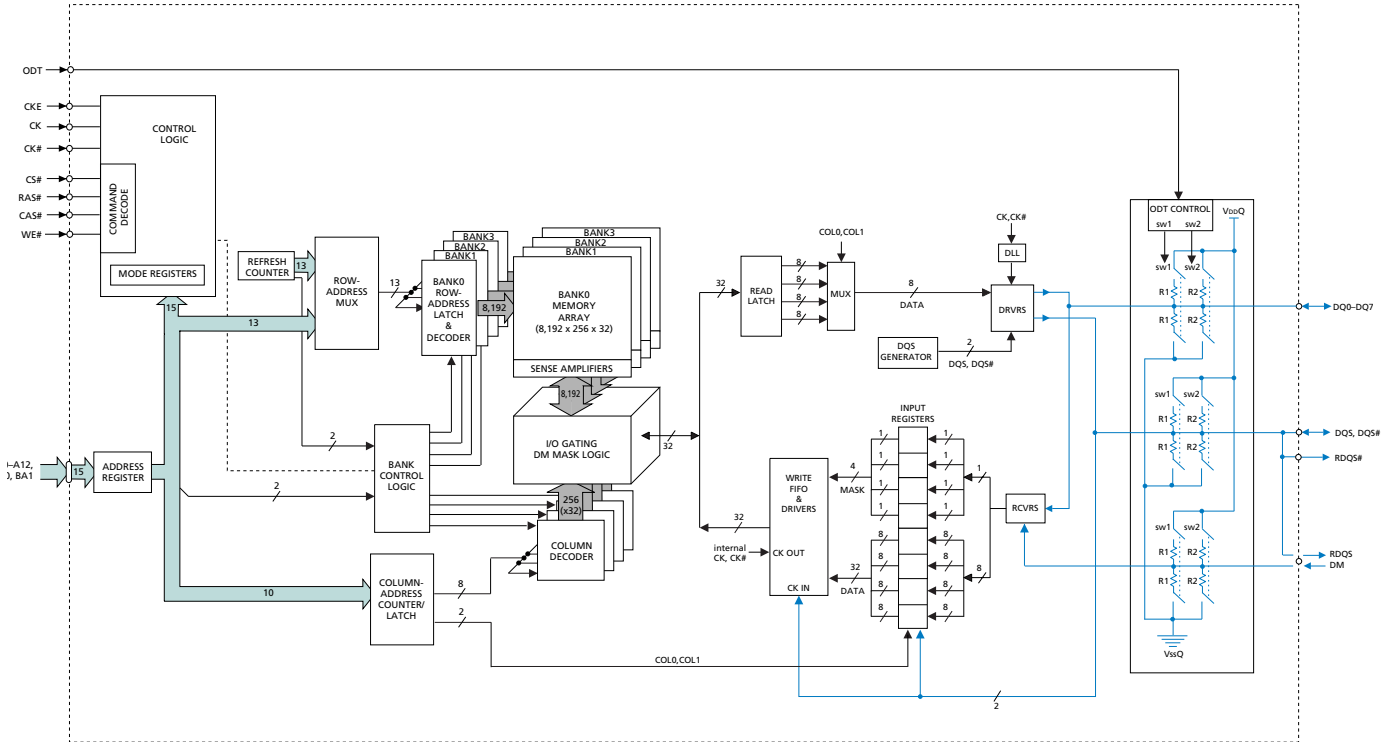 ODT
CKE
CK
CK#
CS#
RAS#
CAS#
WE#
CONTROL
LOGIC
COMMAND
DECODE
MODE REGISTERS
15
REFRESH
COUNTER
13
13
ROW-
ADDRESS
MUX
13
BANK3
BANK2
BANK1
BANK0
ROW-
ADDRESS
LATCH
&
DECODER
8,192
BANK3
BANK2
BANK1
BANK0
MEMORY
ARRAY
(8,192 x 256 x 32)
SENSE AMPLIFIERS
8,192
I/O GATING
DM MASK LOGIC
32
256
(x32)
COLUMN
DECODER
2
BANK
CONTROL
LOGIC
2
–A12,
, BA1
15
ADDRESS
REGISTER
10
COLUMN-
ADDRESS
COUNTER/
LATCH
8
2
COL0,COL1
32
READ
LATCH
8
8
8
8
COL0,COL1
MUX
8
DATA
CK,CK#
DLL
DRVRS
DQS
GENERATOR
2
DQS, DQS#
INPUT
REGISTERS
1
1
1
1
1
1
1
1
4
MASK
1
8
8
8
8
8
8
8
8
32
DATA
8
RCVRS
32
WRITE
FIFO
&
DRIVERS
internal
CK, CK#
CK OUT
CK IN
2
ODT CONTROL
sw1
sw2
VDDQ
sw1
sw2
R1
R2
R1
R2
sw1
sw2
R1
R2
R1
R2
sw1
sw2
R1
R2
R1
R2
VssQ
DQ0–DQ7
DQS, DQS#
RDQS#
RDQS
DM